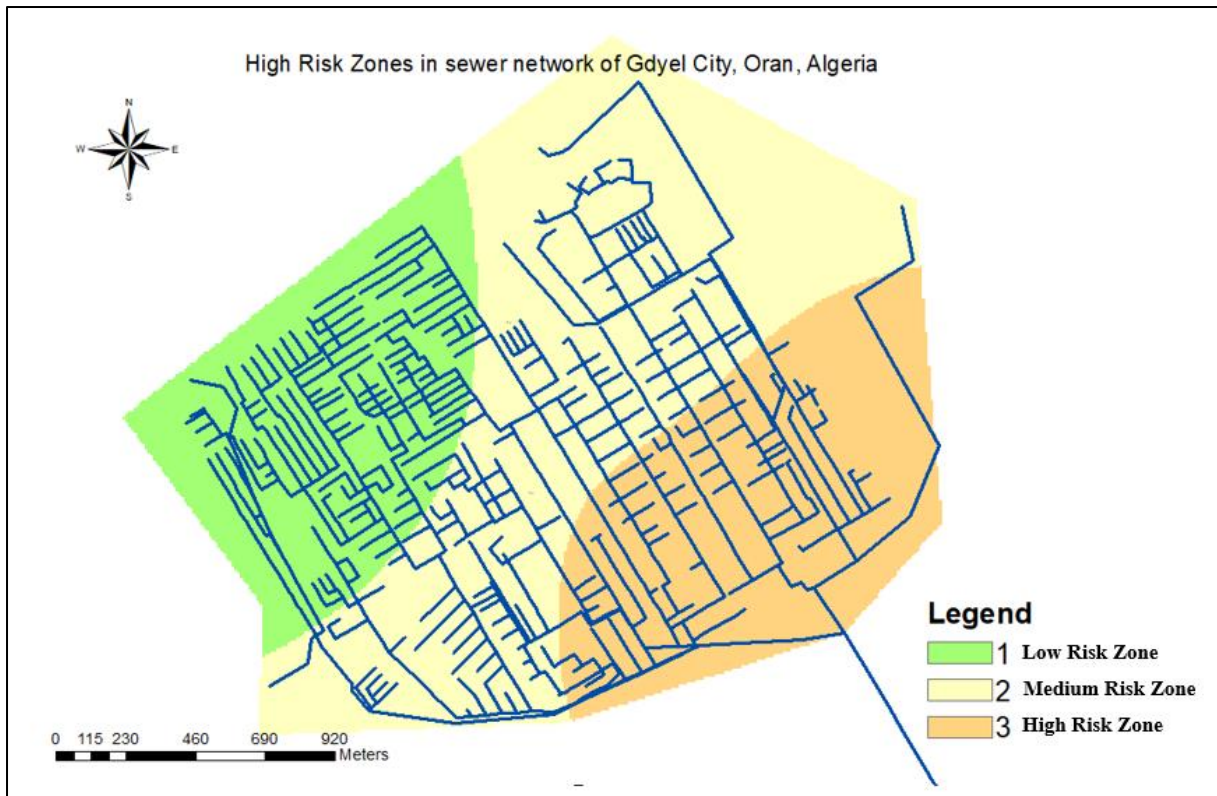 High Risk Zones in sewer network of Gdyel City, Oran, Algeria
N
W E
S
Legend
1 Low Risk Zone
2 Medium Risk Zone
3 High Risk Zone
0 115 230 460 690 920
Meters